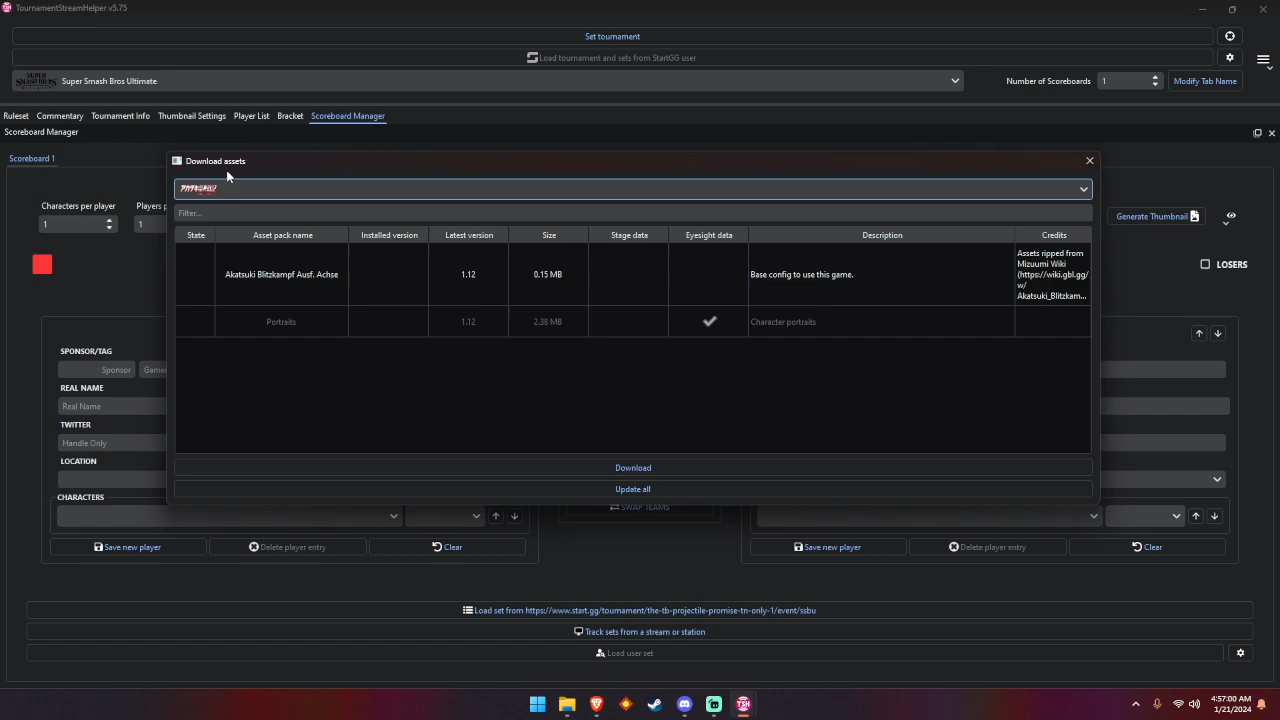 TournamentStreamHelper v5.75
Set tournament
Load tournament and sets from StartGG user
SUPER SMASH BROS ULTIMATE
Super Smash Bros Ultimate
Number of Scoreboards
1
Modify Tab Name
Ruleset
Commentary
Tournament Info
Thumbnail Settings
Player List
Bracket
Scoreboard Manager
Scoreboard Manager
Scoreboard 1
Download assets
Characters per player
1
Players p
1
Generate Thumbnail
LOSERS
Filter...
State
Asset pack name
Installed version
Latest version
Size
Stage data
Eyesight data
Description
Credits
Akatsuki Blitzkampf Ausf. Achse
1.12
0.15 MB
Base config to use this game.
Assets ripped from
Mizuumi Wiki
(https://wiki.gbl.gg/
w/
Akatsuki_Blitzkam...
Portraits
1.12
2.38 MB
Character portraits
Download
Update all
SPONSOR/TAG
Sponsor
Game
REAL NAME
Real Name
TWITTER
Handle Only
LOCATION
CHARACTERS
SWAP TEAMS
Save new player
Delete player entry
Clear
Save new player
Delete player entry
Clear
Load set from https://www.start.gg/tournament/the-tb-projectile-promise-tn-only-1/event/ssbu
Track sets from a stream or station
Load user set
TSH
4:57:00 AM
1/21/2024